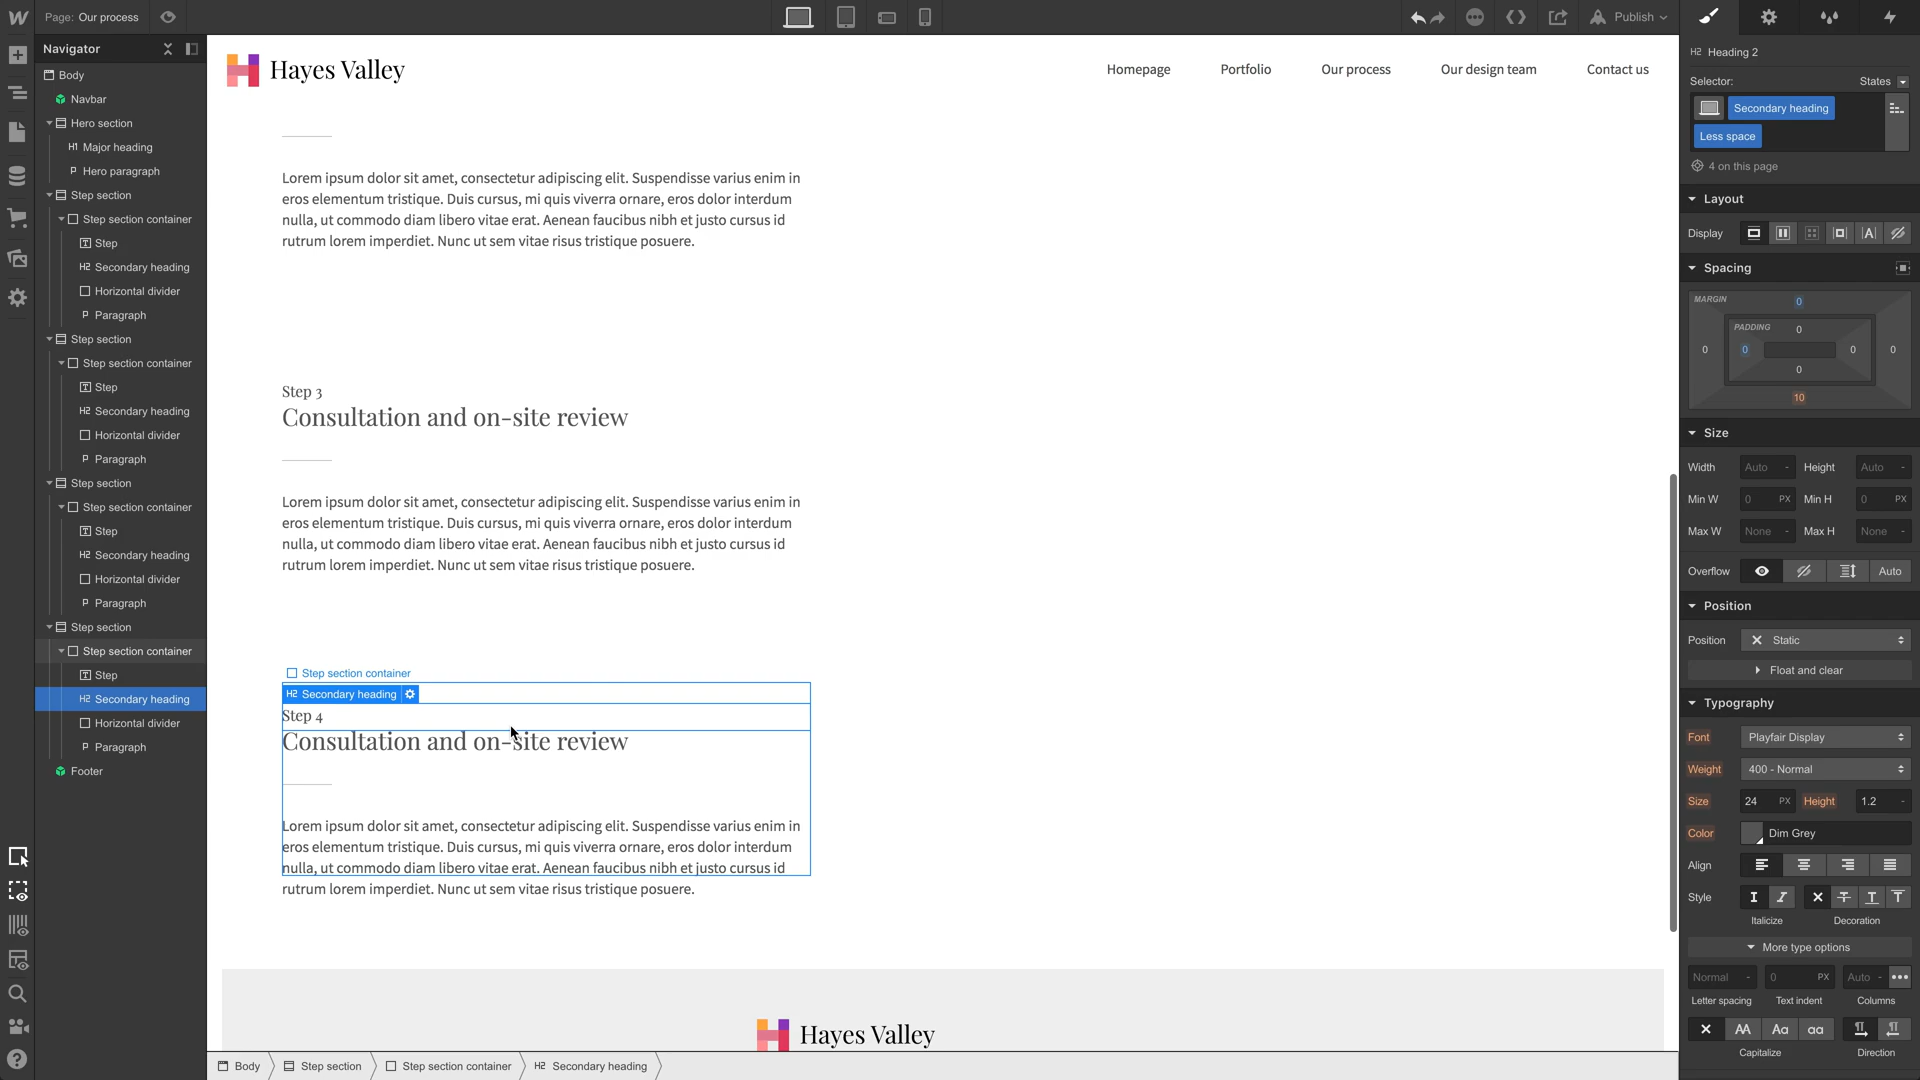 Page: Our process
Publish
Navigator
Body
Navbar
Hero section
H1 Major heading
P Hero paragraph
Step section
Step section container
Step
H2 Secondary heading
Horizontal divider
P Paragraph
Step section
Step section container
Step
H2 Secondary heading
Horizontal divider
P Paragraph
Step section
Step section container
Step
H2 Secondary heading
Horizontal divider
P Paragraph
Step section
Step section container
Step
H2 Secondary heading
Horizontal divider
P Paragraph
Footer
Hayes Valley
Homepage Portfolio Our process Our design team Contact us
Lorem ipsum dolor sit amet, consectetur adipiscing elit. Suspendisse varius enim in
eros elementum tristique. Duis cursus, mi quis viverra ornare, eros dolor interdum
nulla, ut commodo diam libero vitae erat. Aenean faucibus nibh et justo cursus id
rutrum lorem imperdiet. Nunc ut sem vitae risus tristique posuere.
Step 3
Consultation and on-site review
Lorem ipsum dolor sit amet, consectetur adipiscing elit. Suspendisse varius enim in
eros elementum tristique. Duis cursus, mi quis viverra ornare, eros dolor interdum
nulla, ut commodo diam libero vitae erat. Aenean faucibus nibh et justo cursus id
rutrum lorem imperdiet. Nunc ut sem vitae risus tristique posuere.
Step section container
H2 Secondary heading
Step 4
Consultation and on-site review
Lorem ipsum dolor sit amet, consectetur adipiscing elit. Suspendisse varius enim in
eros elementum tristique. Duis cursus, mi quis viverra ornare, eros dolor interdum
nulla, ut commodo diam libero vitae erat. Aenean faucibus nibh et justo cursus id
rutrum lorem imperdiet. Nunc ut sem vitae risus tristique posuere.
Hayes Valley
Body Step section Step section container H2 Secondary heading
H2 Heading 2
Selector: States
Secondary heading
Less space
4 on this page
Layout
Display
Spacing
MARGIN 0
PADDING 0
0 0 0 0
0
10
Size
Width Auto - Height Auto -
Min W 0 PX Min H 0 PX
Max W None - Max H None -
Overflow Auto
Position
Position Static
Float and clear
Typography
Font Playfair Display
Weight 400 - Normal
Size 24 PX Height 1.2 -
Color Dim Grey
Align
Style
Italicize Decoration
More type options
Normal - 0 PX Auto -
Letter spacing Text indent Columns
AA Aa aa
Capitalize Direction